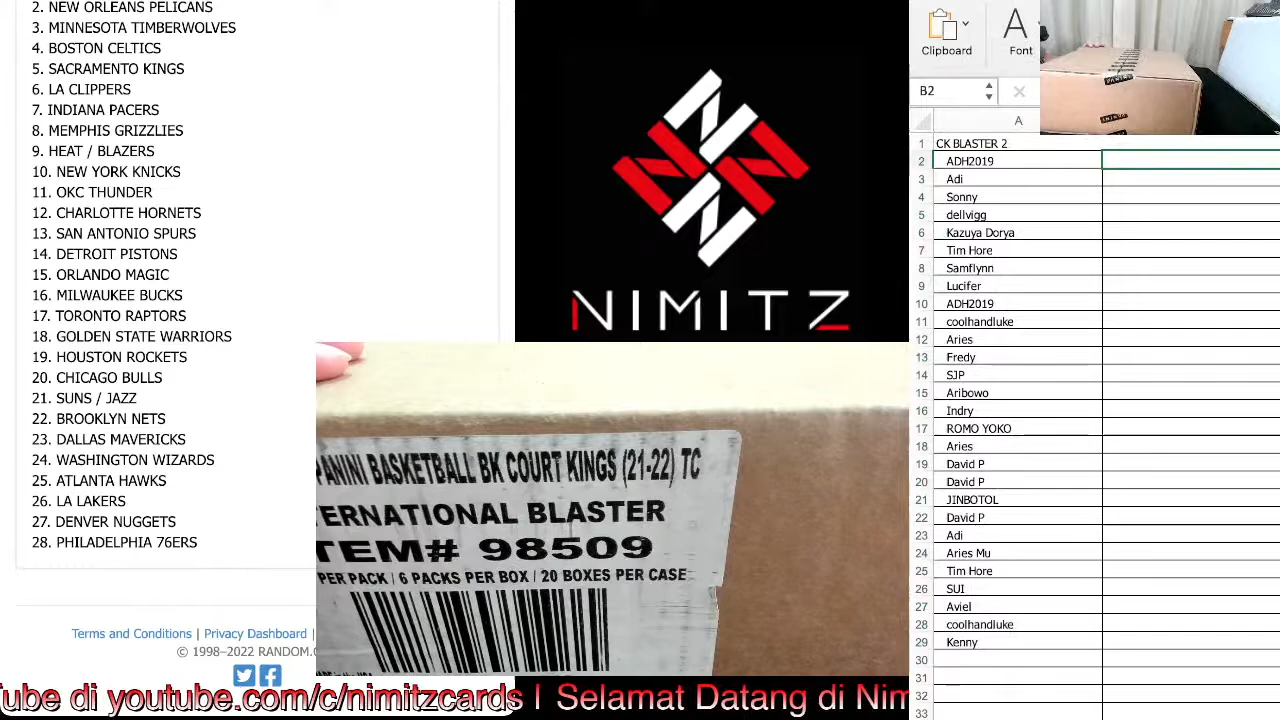 2. NEW ORLEANS PELICANS
3. MINNESOTA TIMBERWOLVES
4. BOSTON CELTICS
5. SACRAMENTO KINGS
6. LA CLIPPERS
7. INDIANA PACERS
8. MEMPHIS GRIZZLIES
9. HEAT / BLAZERS
10. NEW YORK KNICKS
11. OKC THUNDER
12. CHARLOTTE HORNETS
13. SAN ANTONIO SPURS
14. DETROIT PISTONS
15. ORLANDO MAGIC
16. MILWAUKEE BUCKS
17. TORONTO RAPTORS
18. GOLDEN STATE WARRIORS
19. HOUSTON ROCKETS
20. CHICAGO BULLS
21. SUNS / JAZZ
22. BROOKLYN NETS
23. DALLAS MAVERICKS
24. WASHINGTON WIZARDS
25. ATLANTA HAWKS
26. LA LAKERS
27. DENVER NUGGETS
28. PHILADELPHIA 76ERS
Terms and Conditions | Privacy Dashboard |
© 1998–2022 RANDOM.
NIMITZ
PANINI BASKETBALL BK COURT KINGS (21-22) TC
TERNATIONAL BLASTER
TEM# 98509
PER PACK / 6 PACKS PER BOX / 20 BOXES PER CASE
Tube di youtube.com/c/nimitzcards I Selamat Datang di Nim
Clipboard
Font
B2
PANINI
A
1 CK BLASTER 2
2 ADH2019
3 Adi
4 Sonny
5 dellvigg
6 Kazuya Dorya
7 Tim Hore
8 Samflynn
9 Lucifer
10 ADH2019
11 coolhandluke
12 Aries
13 Fredy
14 SJP
15 Aribowo
16 Indry
17 ROMO YOKO
18 Aries
19 David P
20 David P
21 JINBOTOL
22 David P
23 Adi
24 Aries Mu
25 Tim Hore
26 SUI
27 Aviel
28 coolhandluke
29 Kenny
30
31
32
33